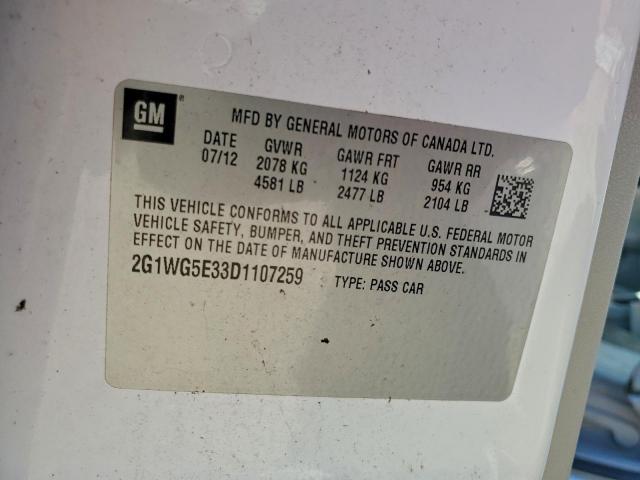 GM ®
MFD BY GENERAL MOTORS OF CANADA LTD.
DATE GVWR GAWR FRT GAWR RR
07/12 2078 KG 1124 KG 954 KG
4581 LB 2477 LB 2104 LB
THIS VEHICLE CONFORMS TO ALL APPLICABLE U.S. FEDERAL MOTOR
VEHICLE SAFETY, BUMPER, AND THEFT PREVENTION STANDARDS IN
EFFECT ON THE DATE OF MANUFACTURE SHOWN ABOVE.
2G1WG5E33D1107259 TYPE: PASS CAR